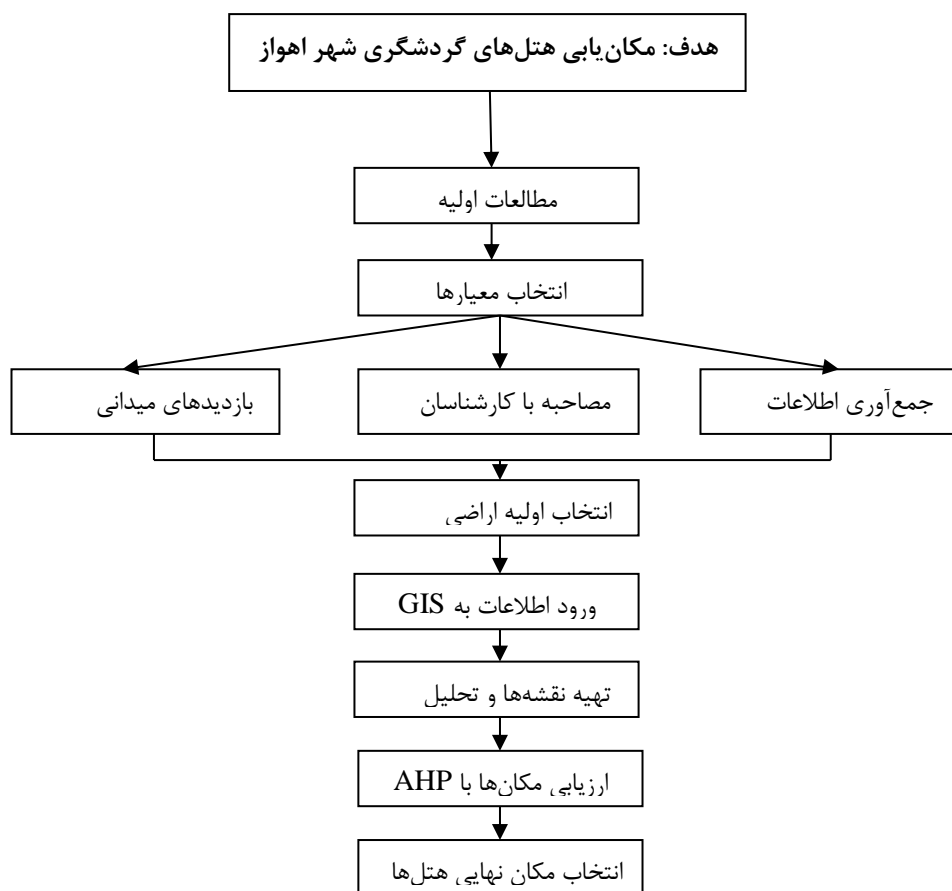 هدف: مکان‌یابی هتل‌های گردشگری شهر اهواز
مطالعات اولیه
انتخاب معیارها
جمع‌آوری اطلاعات
مصاحبه با کارشناسان
بازدیدهای میدانی
انتخاب اولیه اراضی
ورود اطلاعات به GIS
تهیه نقشه‌ها و تحلیل
ارزیابی مکان‌ها با AHP
انتخاب مکان نهایی هتل‌ها